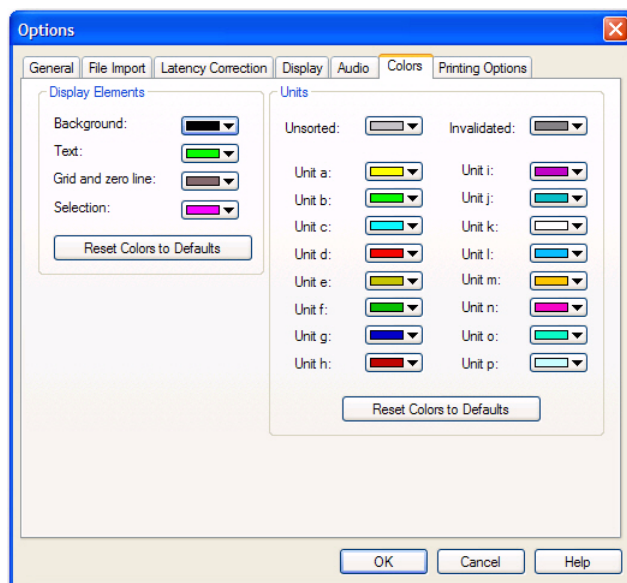 Options
General File Import Latency Correction Display Audio Colors Printing Options
Display Elements
Background:
Text:
Grid and zero line:
Selection:
Reset Colors to Defaults
Units
Unsorted: Invalidated:
Unit a: Unit i:
Unit b: Unit j:
Unit c: Unit k:
Unit d: Unit l:
Unit e: Unit m:
Unit f: Unit n:
Unit g: Unit o:
Unit h: Unit p:
Reset Colors to Defaults
OK Cancel Help